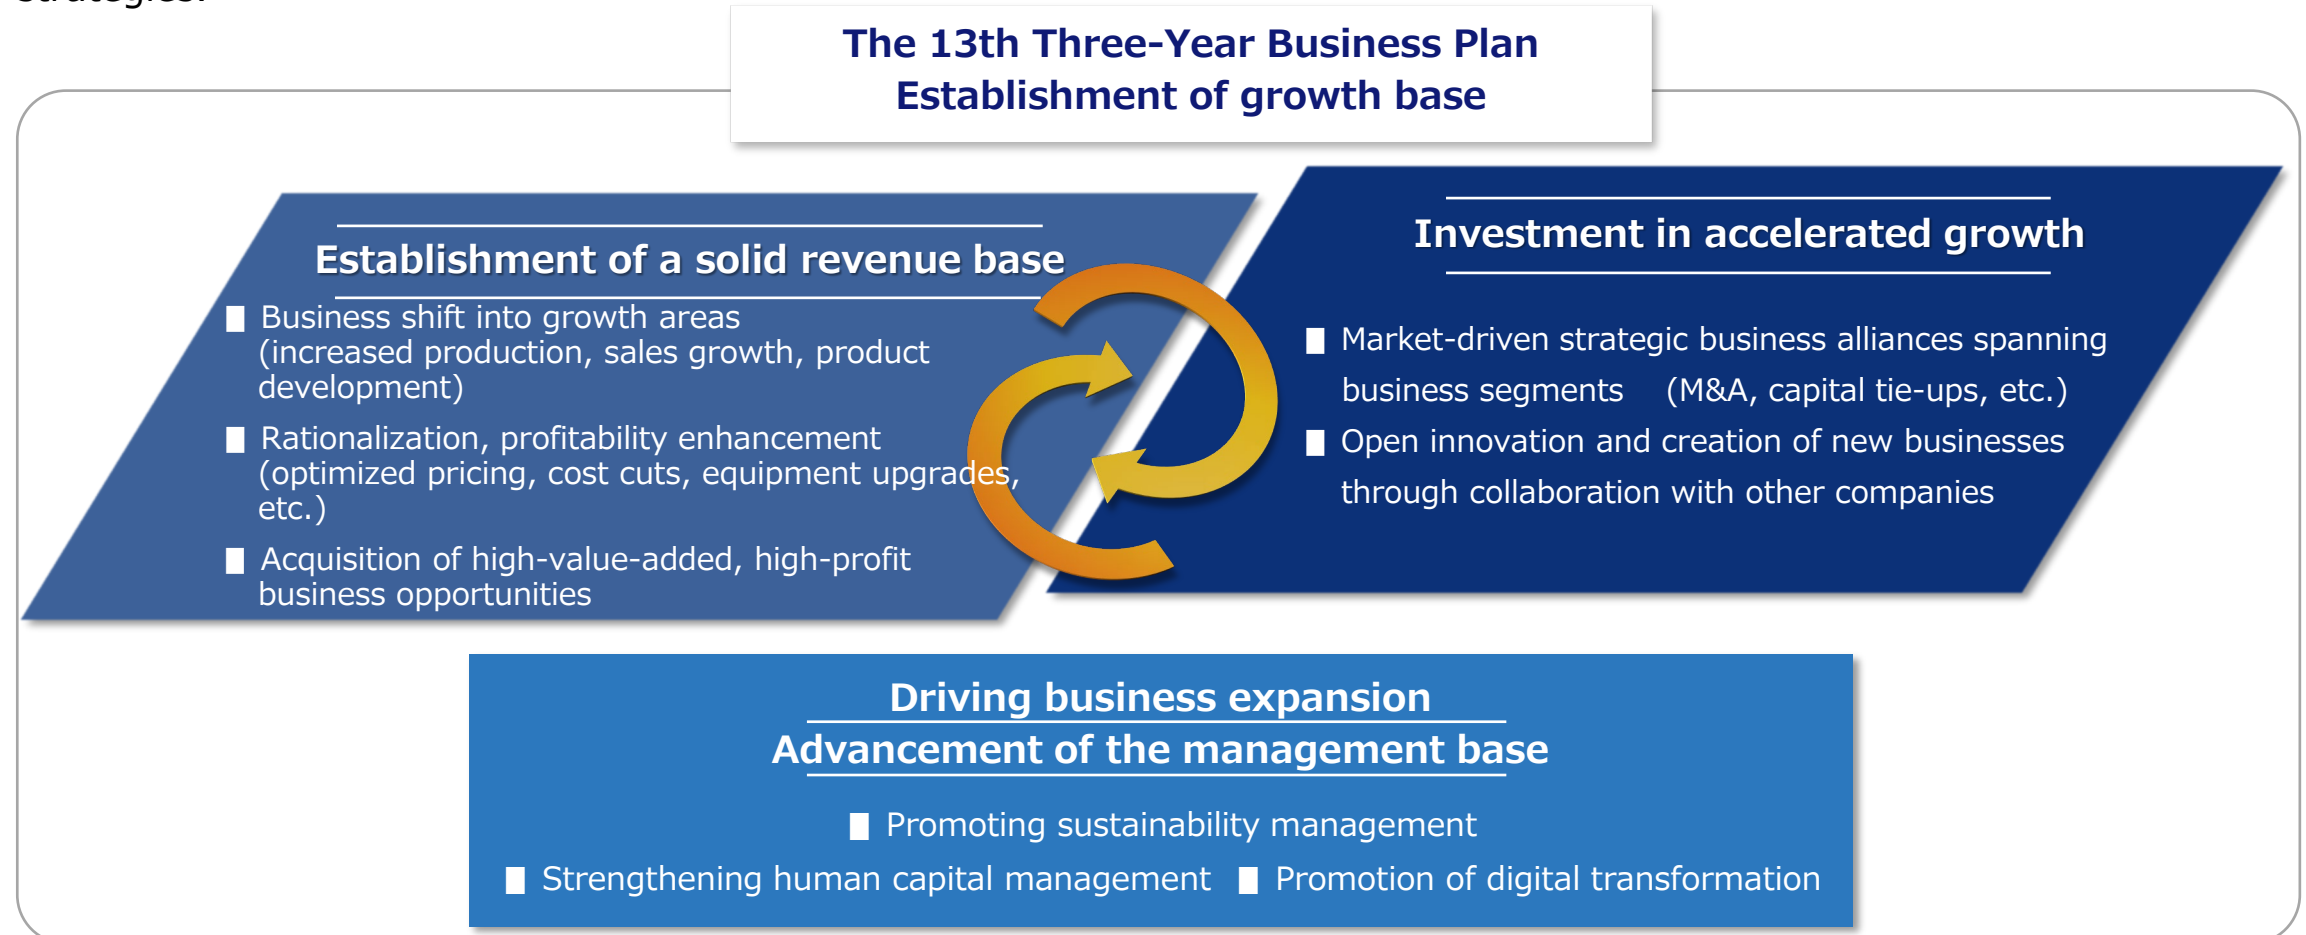 strategies.
The 13th Three-Year Business Plan
Establishment of growth base
Establishment of a solid revenue base
■ Business shift into growth areas
(increased production, sales growth, product
development)
■ Rationalization, profitability enhancement
(optimized pricing, cost cuts, equipment upgrades,
etc.)
■ Acquisition of high-value-added, high-profit
business opportunities
Investment in accelerated growth
■ Market-driven strategic business alliances spanning
business segments (M&A, capital tie-ups, etc.)
■ Open innovation and creation of new businesses
through collaboration with other companies
Driving business expansion
Advancement of the management base
■ Promoting sustainability management
■ Strengthening human capital management ■ Promotion of digital transformation